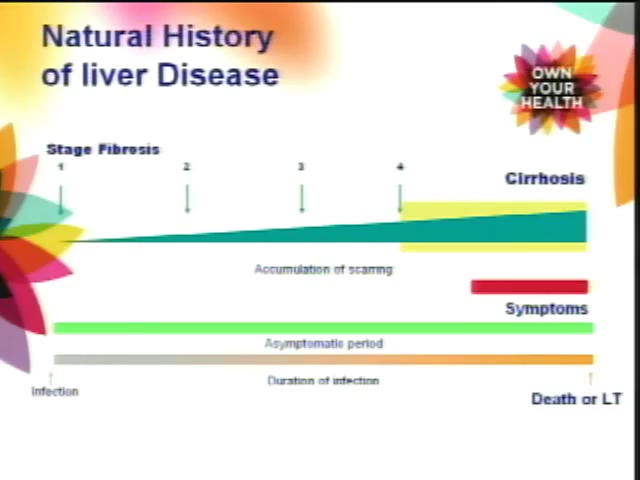 Natural History
of liver Disease
OWN
YOUR
HEALTH
Stage Fibrosis
1 2 3 4
Cirrhosis
Accumulation of scarring
Symptoms
Asymptomatic period
Duration of infection
Infection
Death or LT